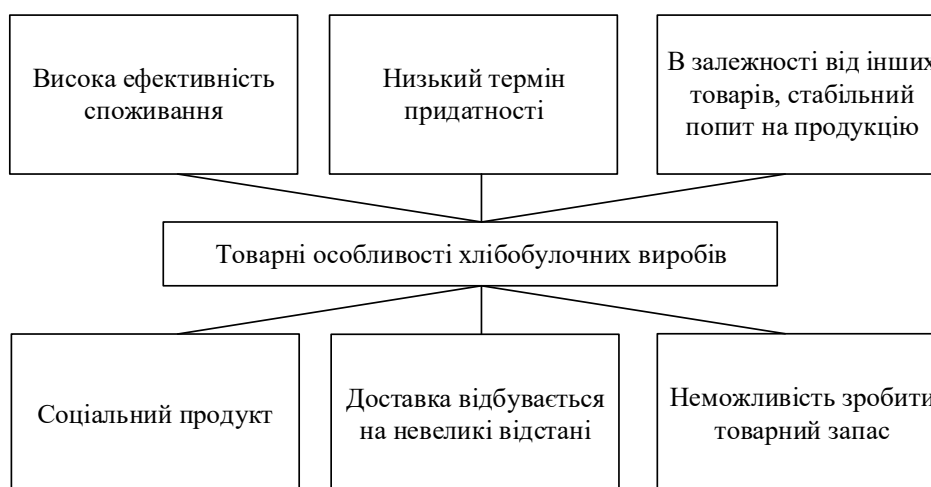 Висока ефективність
споживання
Низький термін
придатності
В залежності від інших
товарів, стабільний
попит на продукцію
Товарні особливості хлібобулочних виробів
Соціальний продукт
Доставка відбувається
на невеликі відстані
Неможливість зробити
товарний запас